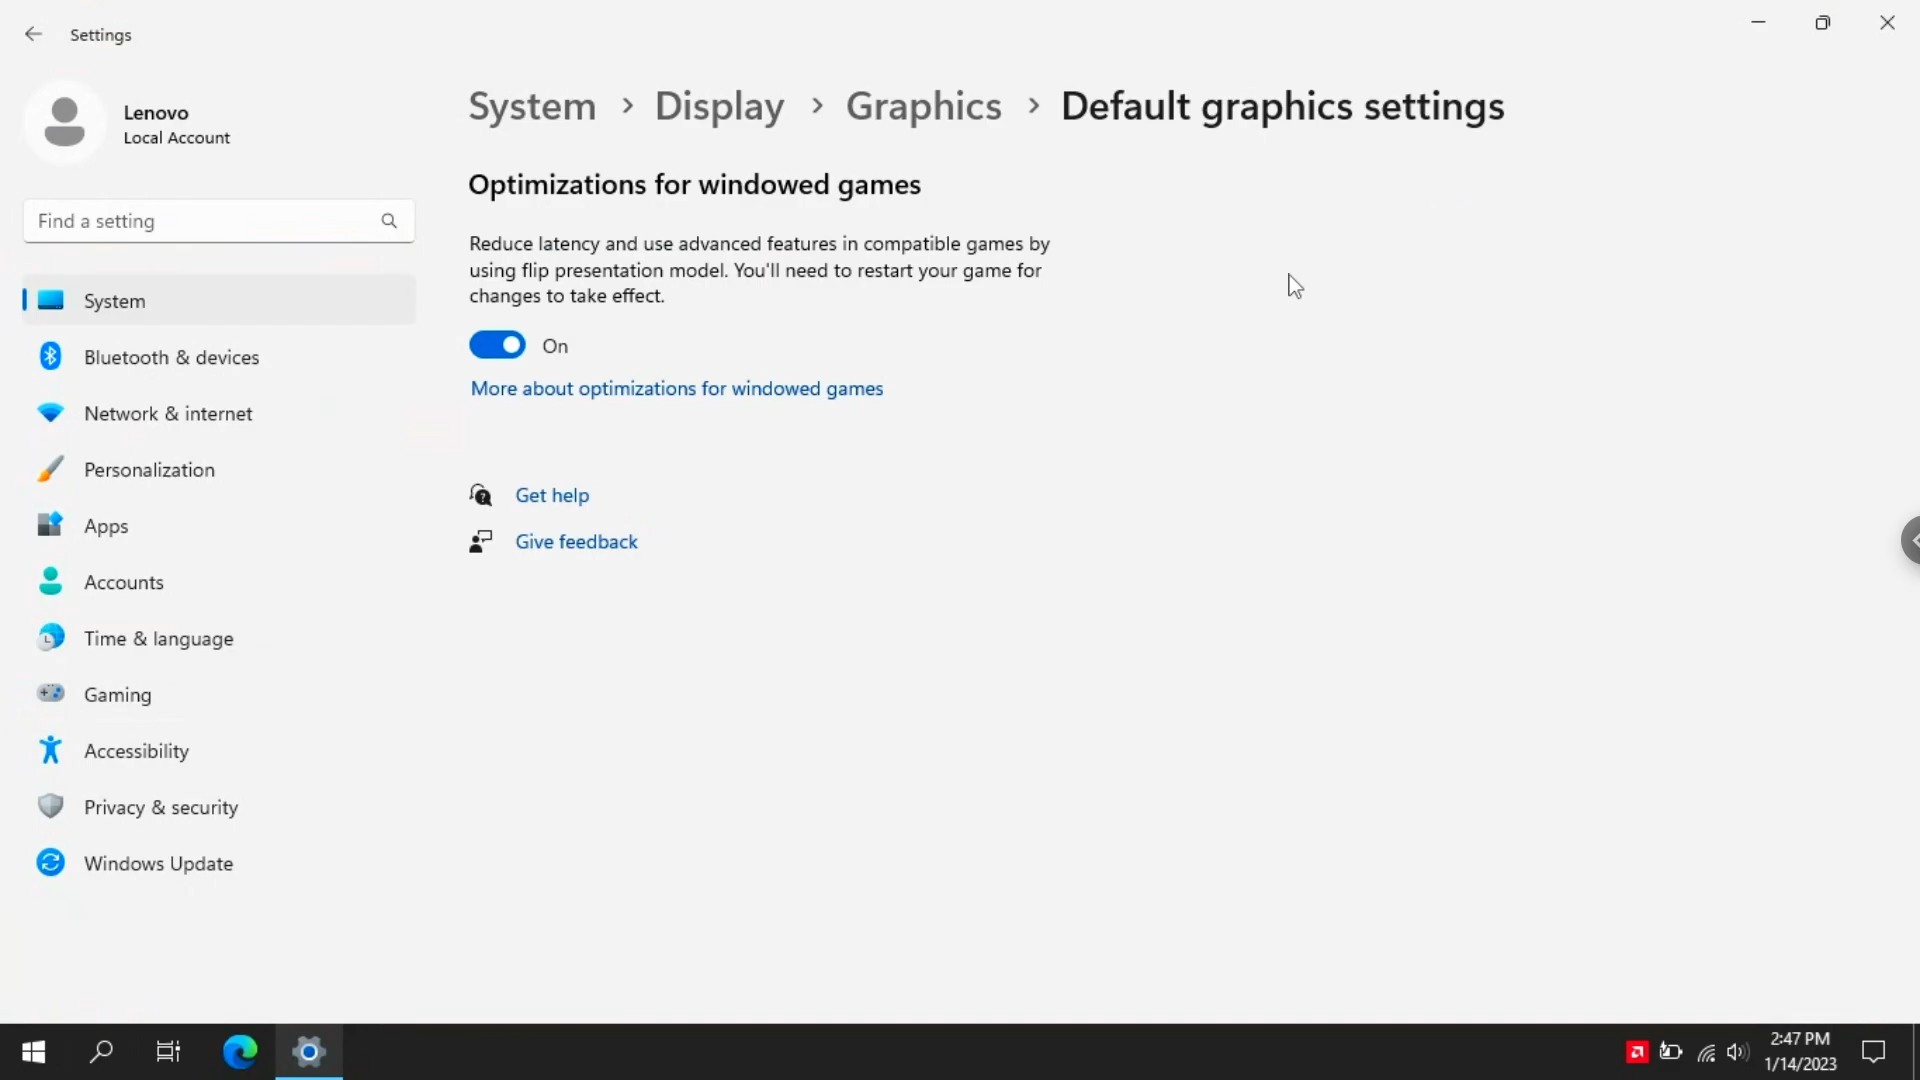 Settings
Lenovo
Local Account
Find a setting
System
Bluetooth & devices
Network & internet
Personalization
Apps
Accounts
Time & language
Gaming
Accessibility
Privacy & security
Windows Update
System > Display > Graphics > Default graphics settings
Optimizations for windowed games
Reduce latency and use advanced features in compatible games by
using flip presentation model. You'll need to restart your game for
changes to take effect.
On
More about optimizations for windowed games
Get help
Give feedback
2:47 PM
1/14/2023